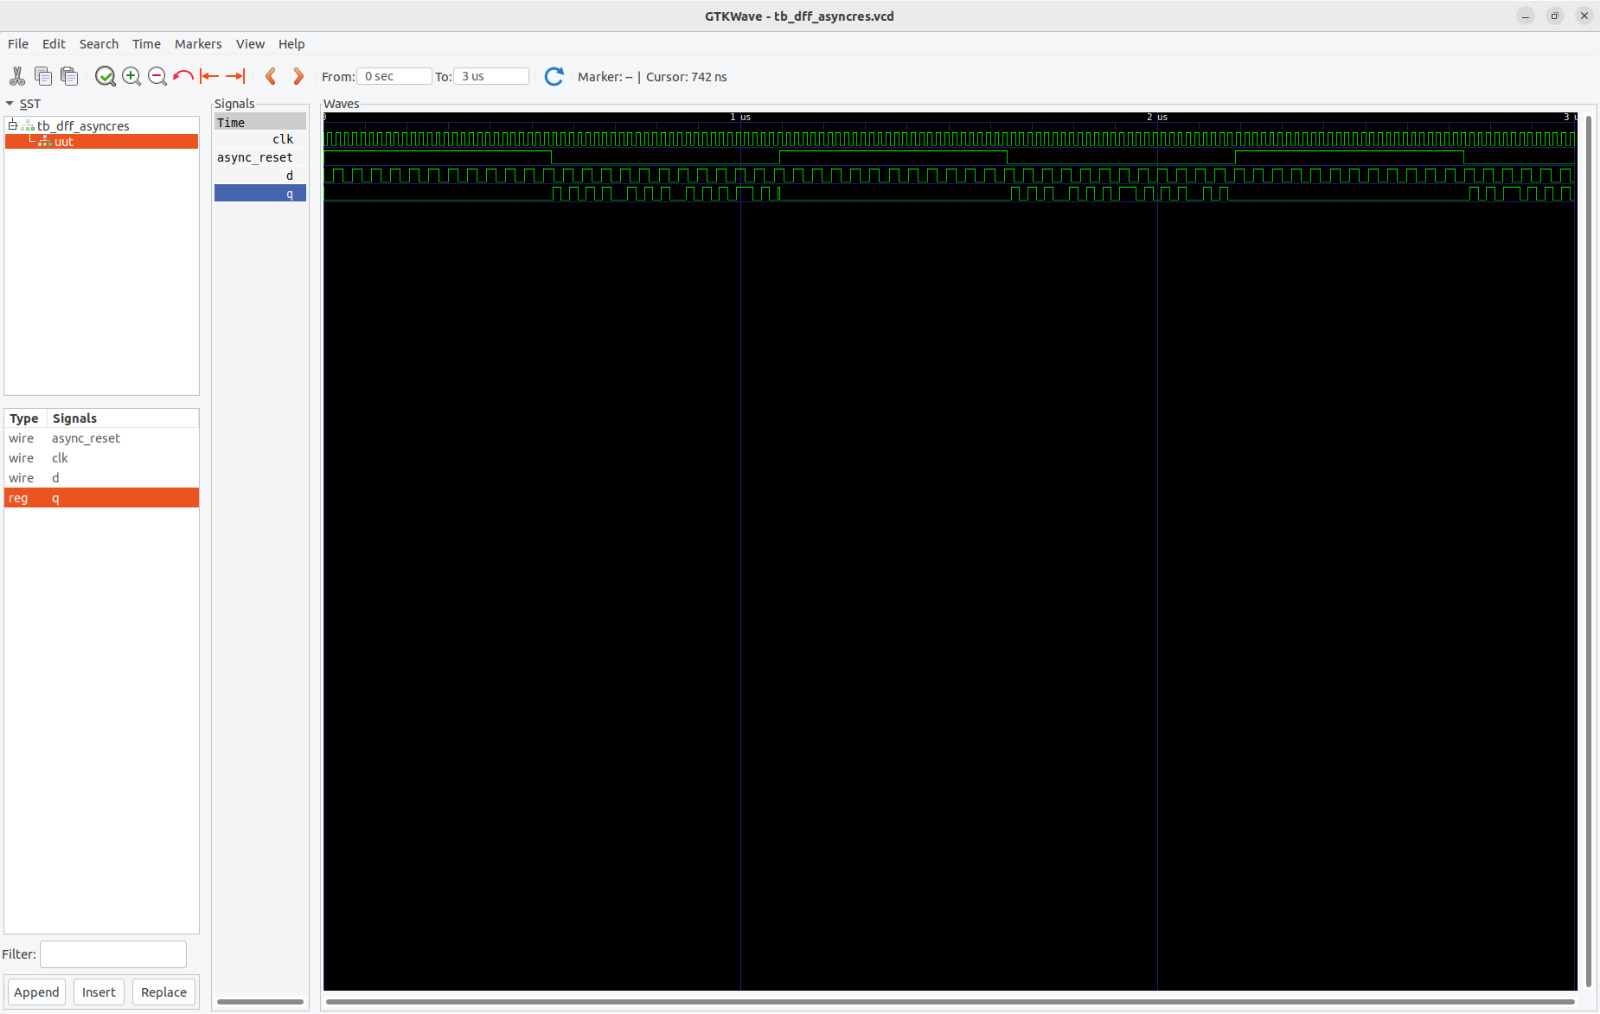 GTKWave - tb_dff_asyncres.vcd
File Edit Search Time Markers View Help
From: 0 sec To: 3 us Marker: -- | Cursor: 742 ns
SST
tb_dff_asyncres
uut
Type Signals
wire async_reset
wire clk
wire d
reg q
Filter:
Append Insert Replace
Signals
Time
clk
async_reset
d
q
Waves
0 1 us 2 us 3 u